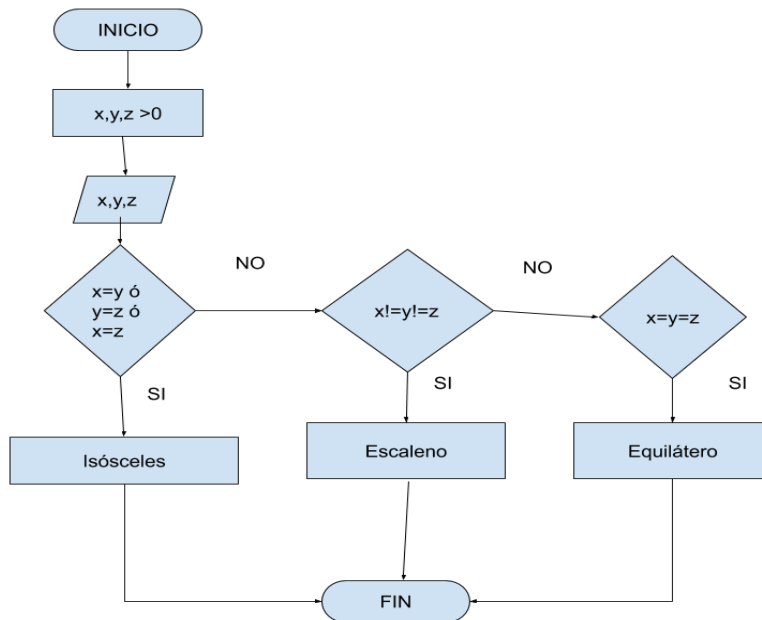 INICIO
x,y,z >0
x,y,z
x=y ó
y=z ó
x=z
NO
x!=y!=z
NO
x=y=z
SI
SI
SI
Isósceles
Escaleno
Equilátero
FIN